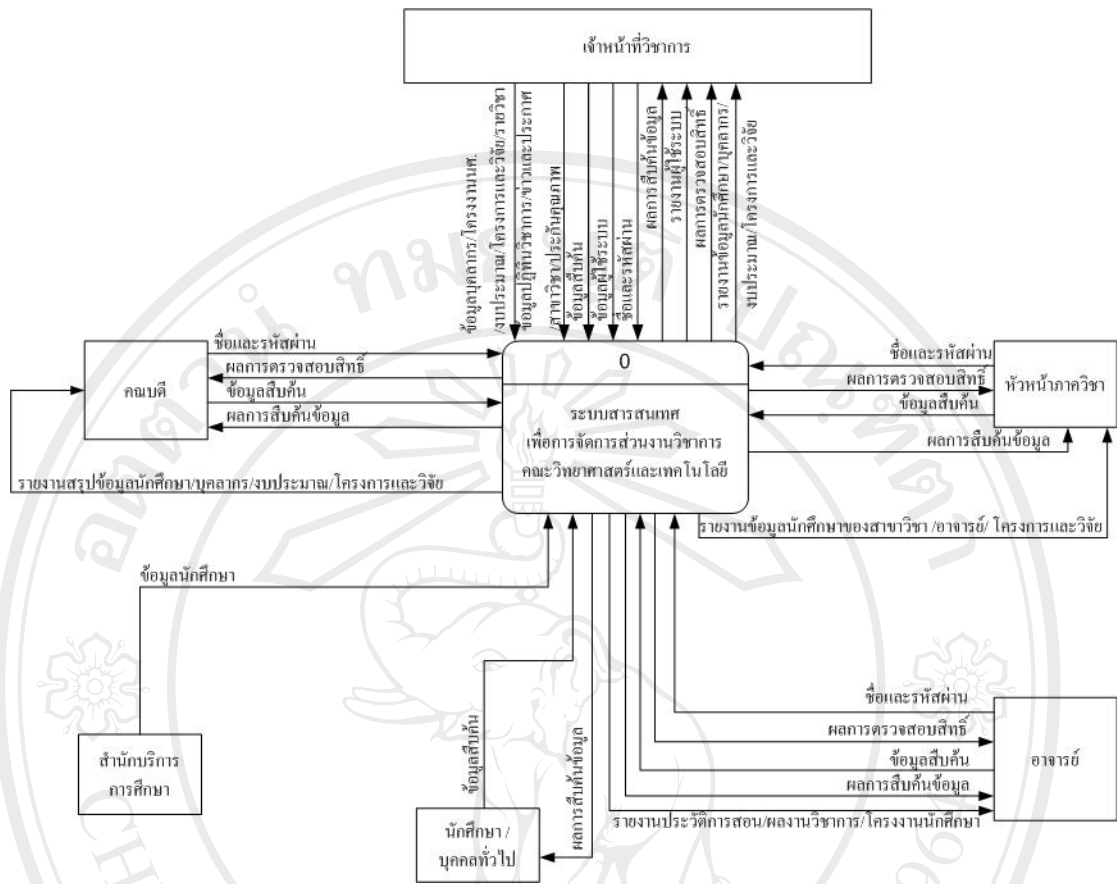 เจ้าหน้าที่วิชาการ
ข้อมูลบุคลากร/โครงงานนศ.
/งบประมาณ/โครงการและวิจัย/รายวิชา
ข้อมูลปฏิทินวิชาการ/ข่าวและประกาศ
/สาขาวิชา/ประกันคุณภาพ
ข้อมูลสืบค้น
ข้อมูลผู้ใช้ระบบ
ชื่อและรหัสผ่าน
ผลการสืบค้นข้อมูล
รายงานผู้ใช้ระบบ
ผลการตรวจสอบสิทธิ์
รายงานข้อมูลนักศึกษา/บุคลากร/
งบประมาณ/โครงการและวิจัย
คณบดี
ชื่อและรหัสผ่าน
ผลการตรวจสอบสิทธิ์
ข้อมูลสืบค้น
ผลการสืบค้นข้อมูล
รายงานสรุปข้อมูลนักศึกษา/บุคลากร/งบประมาณ/โครงการและวิจัย
0
ระบบสารสนเทศ
เพื่อการจัดการส่วนงานวิชาการ
คณะวิทยาศาสตร์และเทคโนโลยี
ชื่อและรหัสผ่าน
ผลการตรวจสอบสิทธิ์
ข้อมูลสืบค้น
ผลการสืบค้นข้อมูล
หัวหน้าภาควิชา
รายงานข้อมูลนักศึกษาของสาขาวิชา /อาจารย์/ โครงการและวิจัย
ข้อมูลนักศึกษา
สำนักบริการ
การศึกษา
ข้อมูลสืบค้น
ผลการสืบค้นข้อมูล
นักศึกษา /
บุคคลทั่วไป
ชื่อและรหัสผ่าน
ผลการตรวจสอบสิทธิ์
ข้อมูลสืบค้น
ผลการสืบค้นข้อมูล
รายงานประวัติการสอน/ผลงานวิชาการ/โครงงานนักศึกษา
อาจารย์